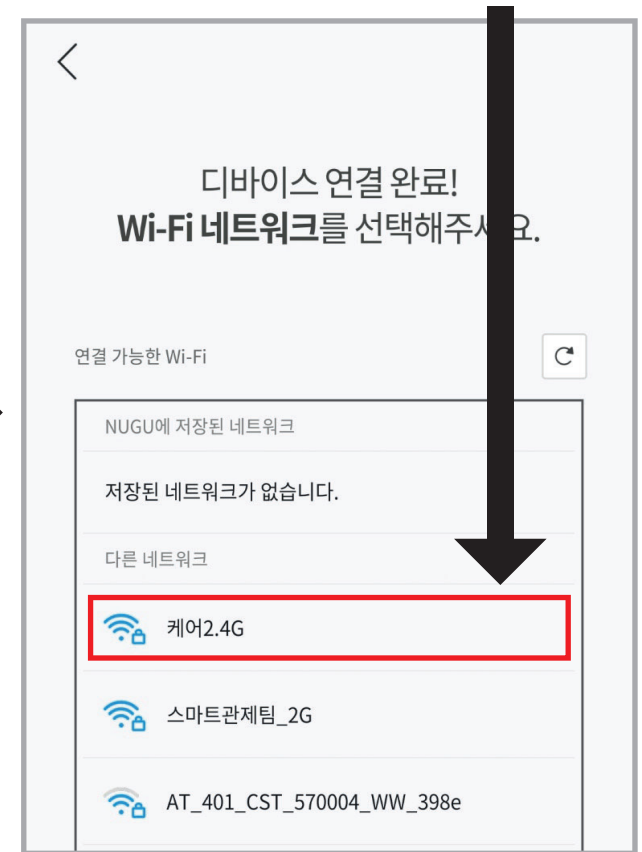 디바이스 연결 완료!
Wi-Fi 네트워크를 선택해주세요.
연결 가능한 Wi-Fi
NUGU에 저장된 네트워크
저장된 네트워크가 없습니다.
다른 네트워크
케어2.4G
스마트관제팀_2G
AT_401_CST_570004_WW_398e